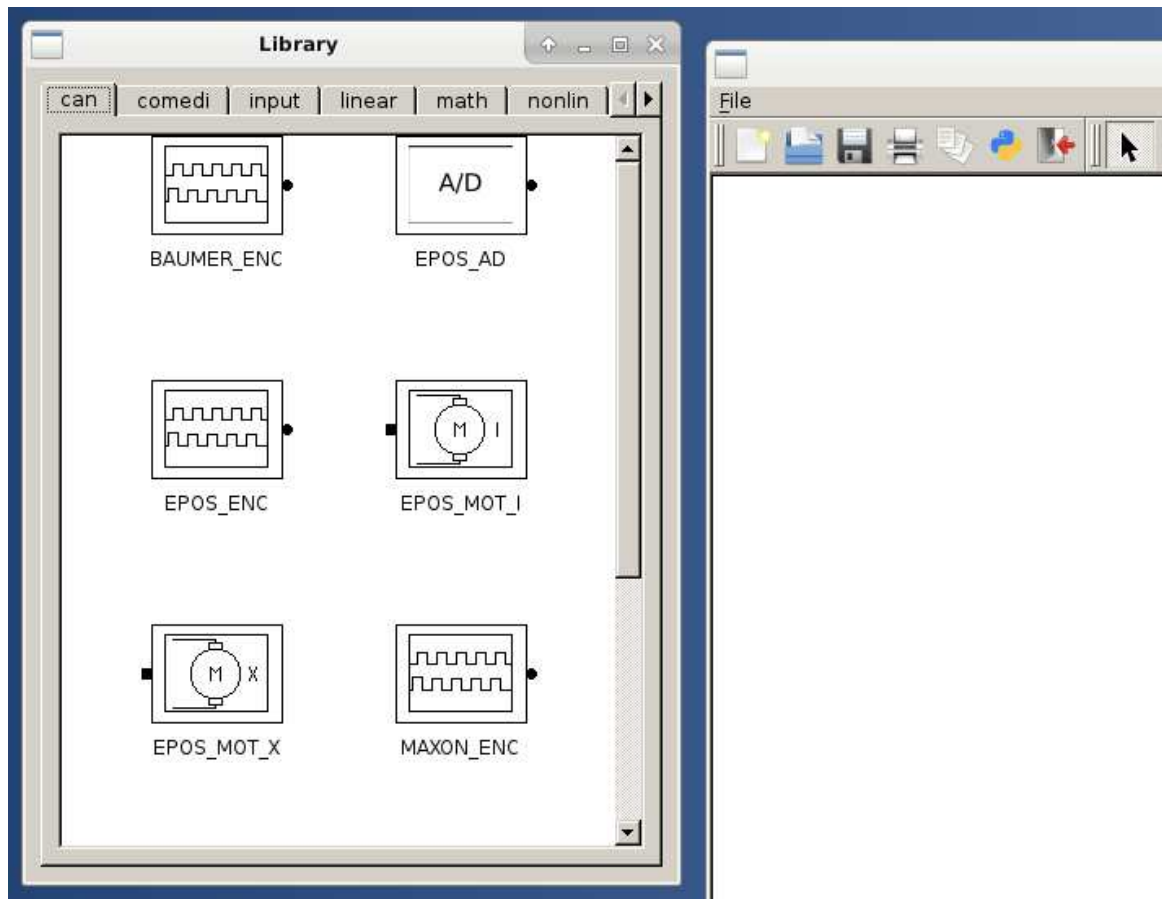 Library
can comedi input linear math nonlin
A/D
BAUMER_ENC EPOS_AD
M I
EPOS_ENC EPOS_MOT_I
M X
EPOS_MOT_X MAXON_ENC
File